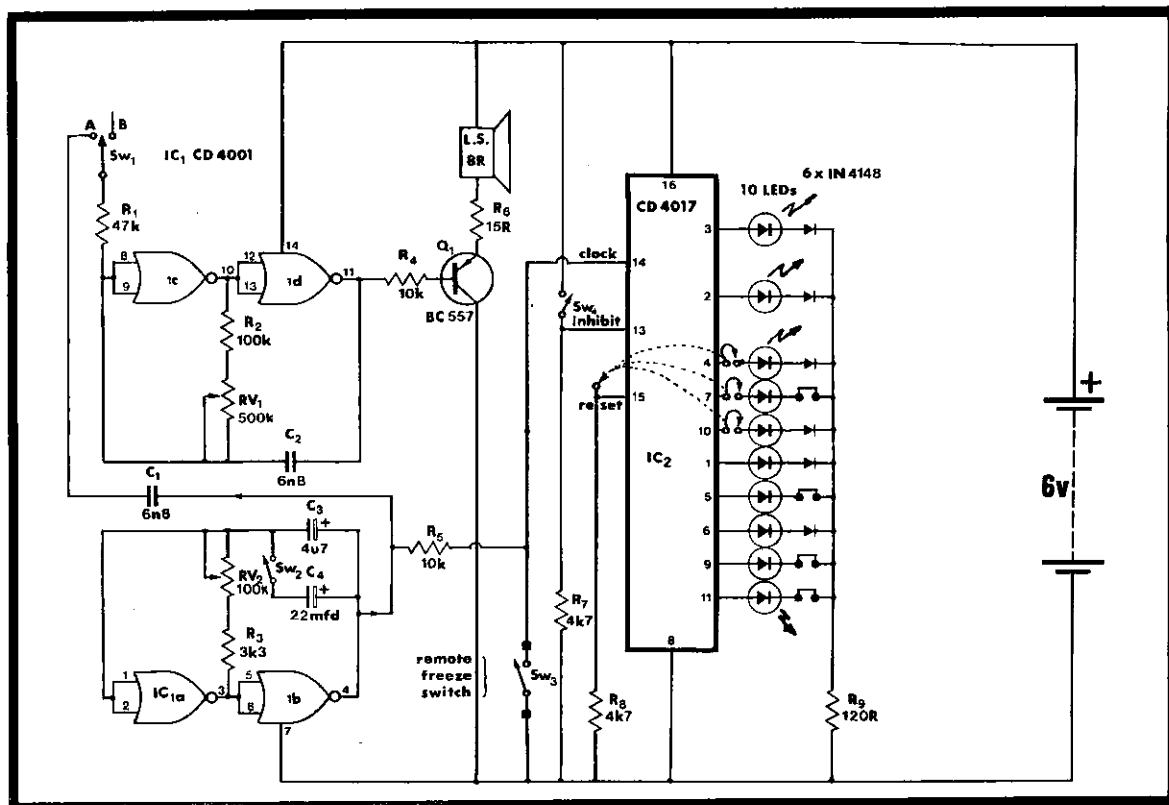 A B
Sw1
IC1 CD 4001
R1
47k
8
9
1c
10
12
13
14
1d
11
R2
100k
RV1
500k
C2
6n8
C1
6n8
R4
10k
Q1
BC 557
L.S.
8R
R6
15R
C3
4u7
+
Sw2
C4
+
22mfd
RV2
100k
R3
3k3
1
2
IC1a
3
5
6
1b
4
7
R5
10k
remote
freeze
switch
Sw3
clock
14
Sw4
inhibit
13
reset
15
R7
4k7
R8
4k7
16
CD 4017
IC2
8
3
2
4
7
10
1
5
6
9
11
10 LEDs
6 x IN 4148
R9
120R
+
6v